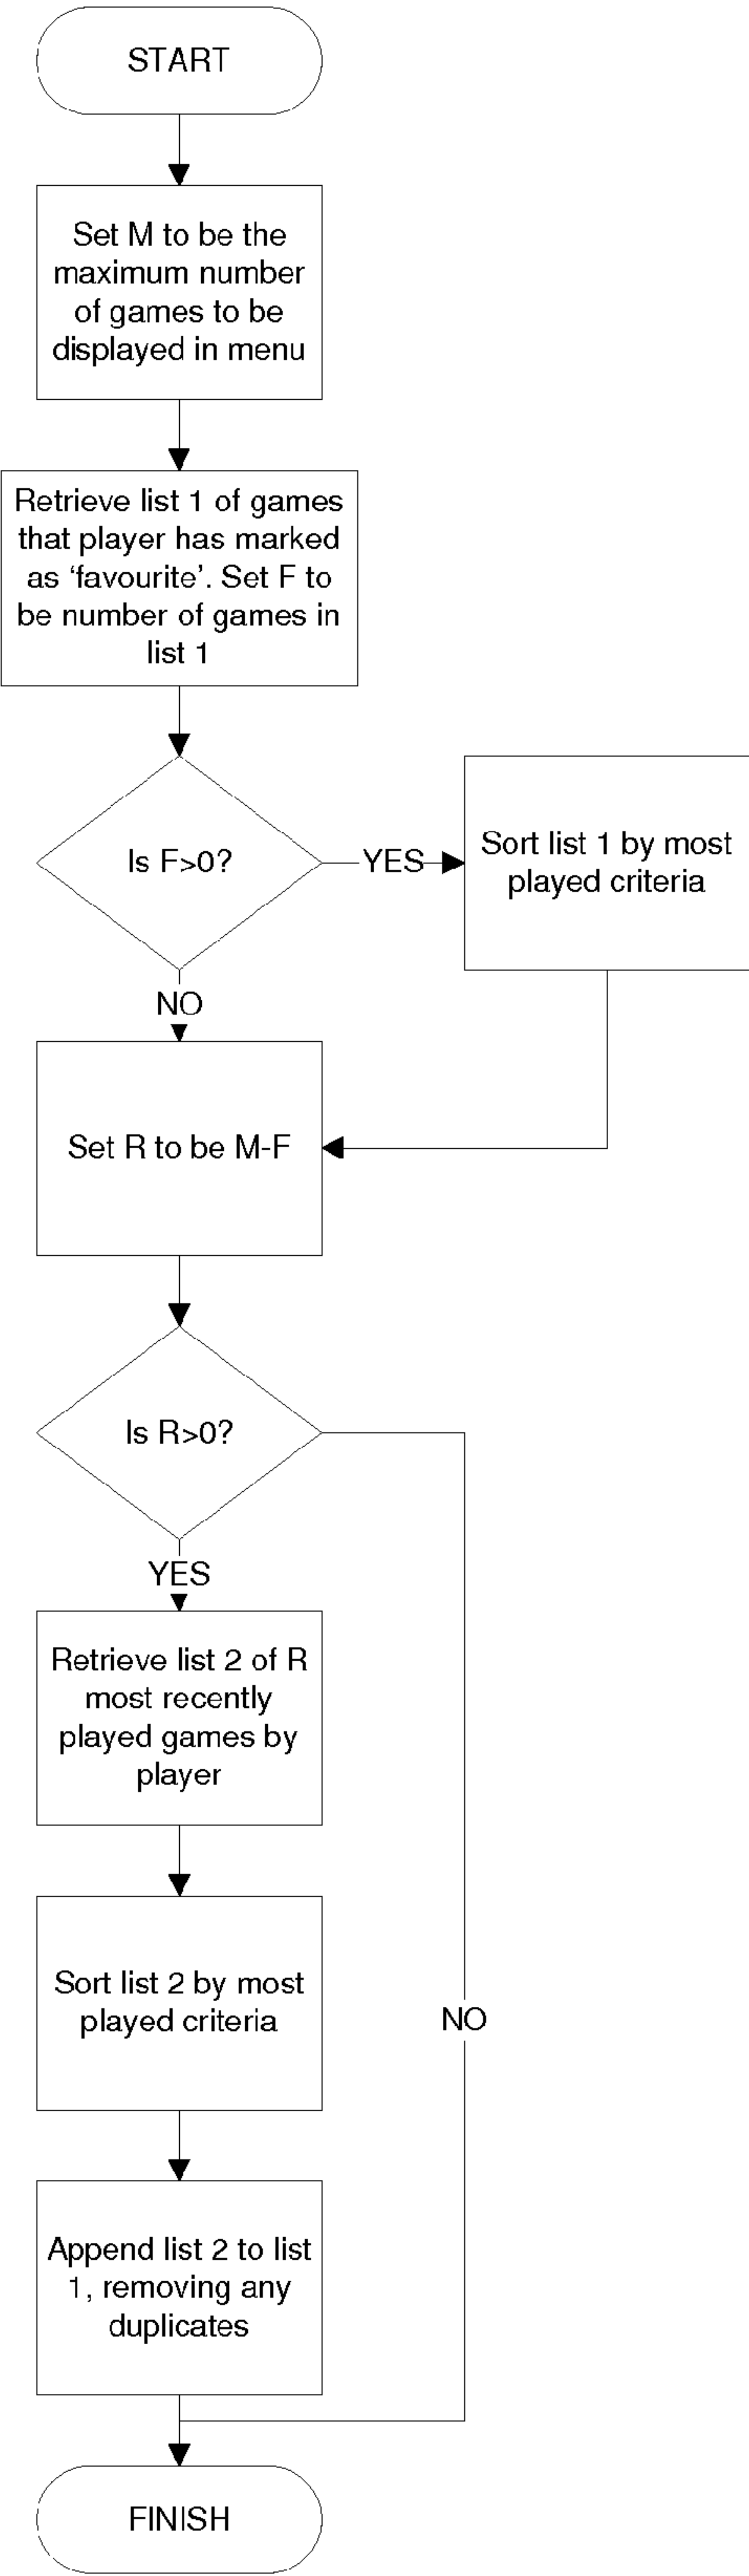 START
Set M to be the
maximum number
of games to be
displayed in menu
Retrieve list 1 of games
that player has marked
as ‘favourite’. Set F to
be number of games in
list 1
Is F>0?
YES
Sort list 1 by most
played criteria
NO
Set R to be M-F
Is R>0?
YES
Retrieve list 2 of R
most recently
played games by
player
Sort list 2 by most
played criteria
NO
Append list 2 to list
1, removing any
duplicates
FINISH